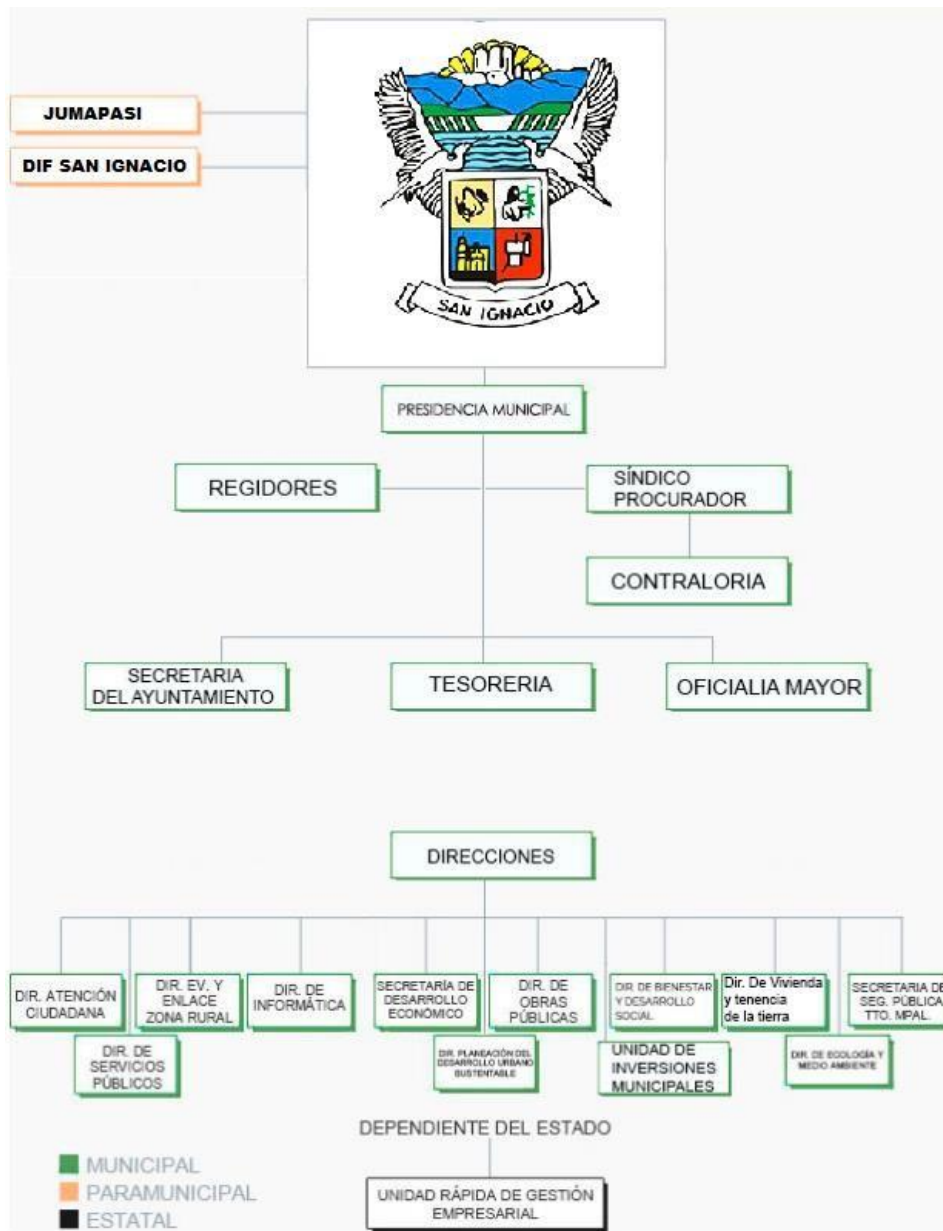 JUMAPASI
DIF SAN IGNACIO
SAN IGNACIO
PRESIDENCIA MUNICIPAL
REGIDORES
SÍNDICO
PROCURADOR
CONTRALORIA
SECRETARIA
DEL AYUNTAMIENTO
TESORERIA
OFICIALIA MAYOR
DIRECCIONES
DIR. ATENCIÓN
CIUDADANA
DIR. EV. Y
ENLACE
ZONA RURAL
DIR. DE
INFORMÁTICA
SECRETARÍA DE
DESARROLLO
ECONÓMICO
DIR. DE
OBRAS
PÚBLICAS
DIR. DE BIENESTAR
Y DESARROLLO
SOCIAL
Dir. De Vivienda
y tenencia
de la tierra
SECRETARIA DE
SEG. PÚBLICA
TTO. MPAL.
DIR. DE
SERVICIOS
PÚBLICOS
DIR. PLANEACIÓN DEL
DESARROLLO URBANO
SUSTENTABLE
UNIDAD DE
INVERSIONES
MUNICIPALES
DIR. DE ECOLOGÍA Y
MEDIO AMBIENTE
DEPENDIENTE DEL ESTADO
UNIDAD RÁPIDA DE GESTIÓN
EMPRESARIAL
MUNICIPAL
PARAMUNICIPAL
ESTATAL